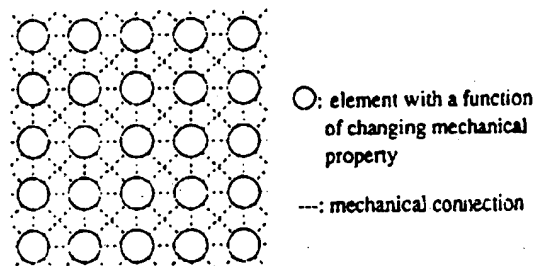 ○: element with a function
of changing mechanical
property
---: mechanical connection